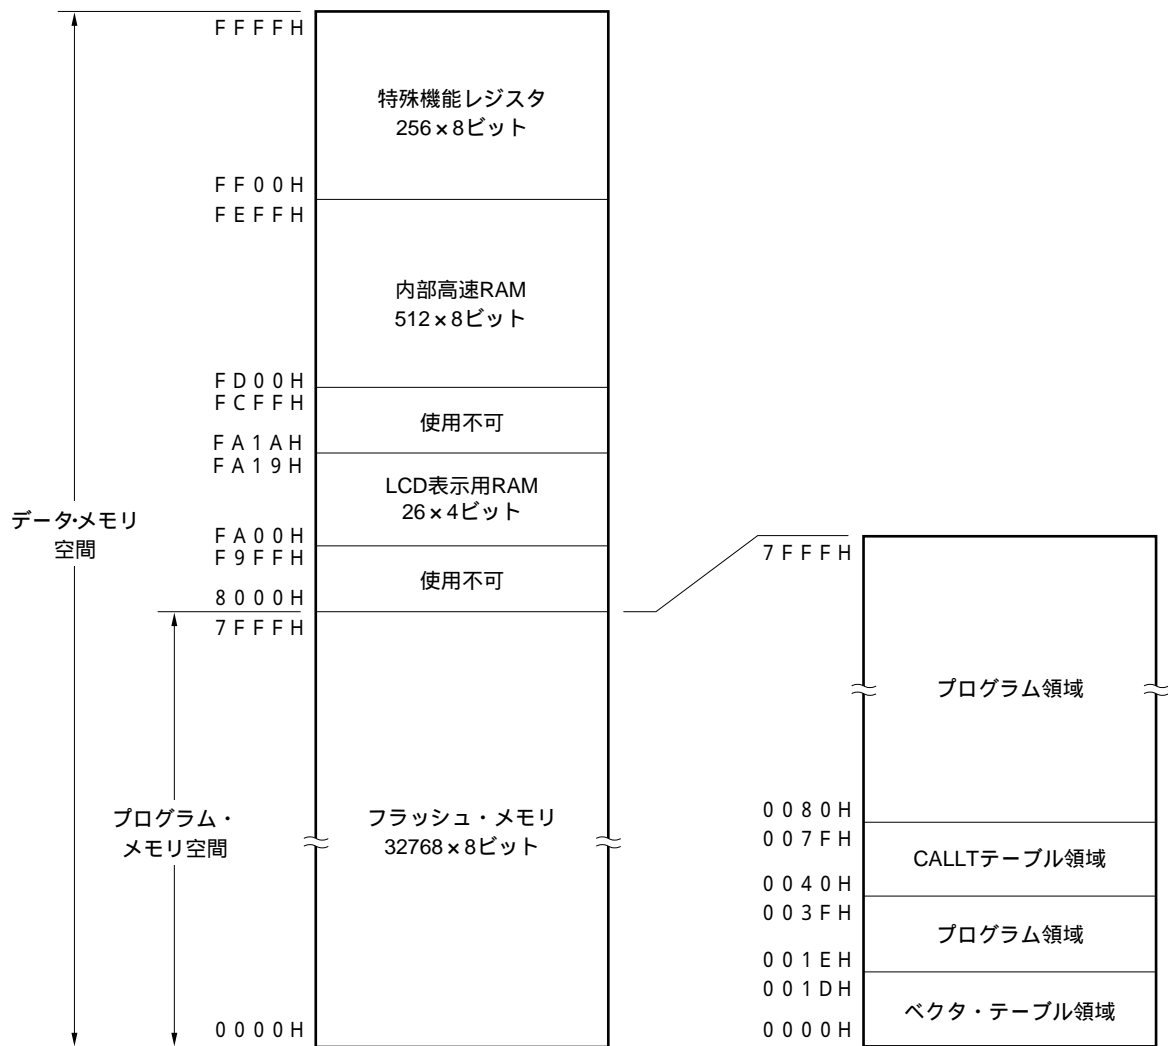 FFFFH
特殊機能レジスタ
256×8ビット
FF00H
FEFFH
内部高速RAM
512×8ビット
FD00H
FCFFH
使用不可
FA1AH
FA19H
LCD表示用RAM
26×4ビット
データ・メモリ
空間
FA00H
F9FFH
使用不可
8000H
7FFFH
プログラム・
メモリ空間
フラッシュ・メモリ
32768×8ビット
0000H
7FFFH
プログラム領域
0080H
007FH
CALLTテーブル領域
0040H
003FH
プログラム領域
001EH
001DH
ベクタ・テーブル領域
0000H